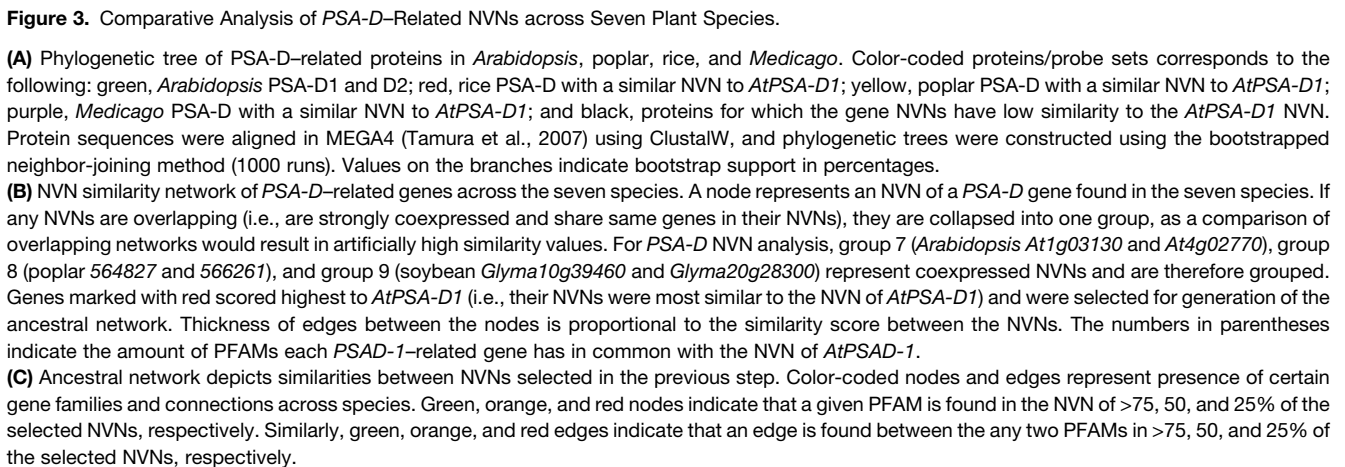 Figure 3. Comparative Analysis of PSA-D–Related NVNs across Seven Plant Species.
(A) Phylogenetic tree of PSA-D–related proteins in Arabidopsis, poplar, rice, and Medicago. Color-coded proteins/probe sets corresponds to the
following: green, Arabidopsis PSA-D1 and D2; red, rice PSA-D with a similar NVN to AtPSA-D1; yellow, poplar PSA-D with a similar NVN to AtPSA-D1;
purple, Medicago PSA-D with a similar NVN to AtPSA-D1; and black, proteins for which the gene NVNs have low similarity to the AtPSA-D1 NVN.
Protein sequences were aligned in MEGA4 (Tamura et al., 2007) using ClustalW, and phylogenetic trees were constructed using the bootstrapped
neighbor-joining method (1000 runs). Values on the branches indicate bootstrap support in percentages.
(B) NVN similarity network of PSA-D–related genes across the seven species. A node represents an NVN of a PSA-D gene found in the seven species. If
any NVNs are overlapping (i.e., are strongly coexpressed and share same genes in their NVNs), they are collapsed into one group, as a comparison of
overlapping networks would result in artificially high similarity values. For PSA-D NVN analysis, group 7 (Arabidopsis At1g03130 and At4g02770), group
8 (poplar 564827 and 566261), and group 9 (soybean Glyma10g39460 and Glyma20g28300) represent coexpressed NVNs and are therefore grouped.
Genes marked with red scored highest to AtPSA-D1 (i.e., their NVNs were most similar to the NVN of AtPSA-D1) and were selected for generation of the
ancestral network. Thickness of edges between the nodes is proportional to the similarity score between the NVNs. The numbers in parentheses
indicate the amount of PFAMs each PSAD-1–related gene has in common with the NVN of AtPSAD-1.
(C) Ancestral network depicts similarities between NVNs selected in the previous step. Color-coded nodes and edges represent presence of certain
gene families and connections across species. Green, orange, and red nodes indicate that a given PFAM is found in the NVN of >75, 50, and 25% of the
selected NVNs, respectively. Similarly, green, orange, and red edges indicate that an edge is found between the any two PFAMs in >75, 50, and 25% of
the selected NVNs, respectively.